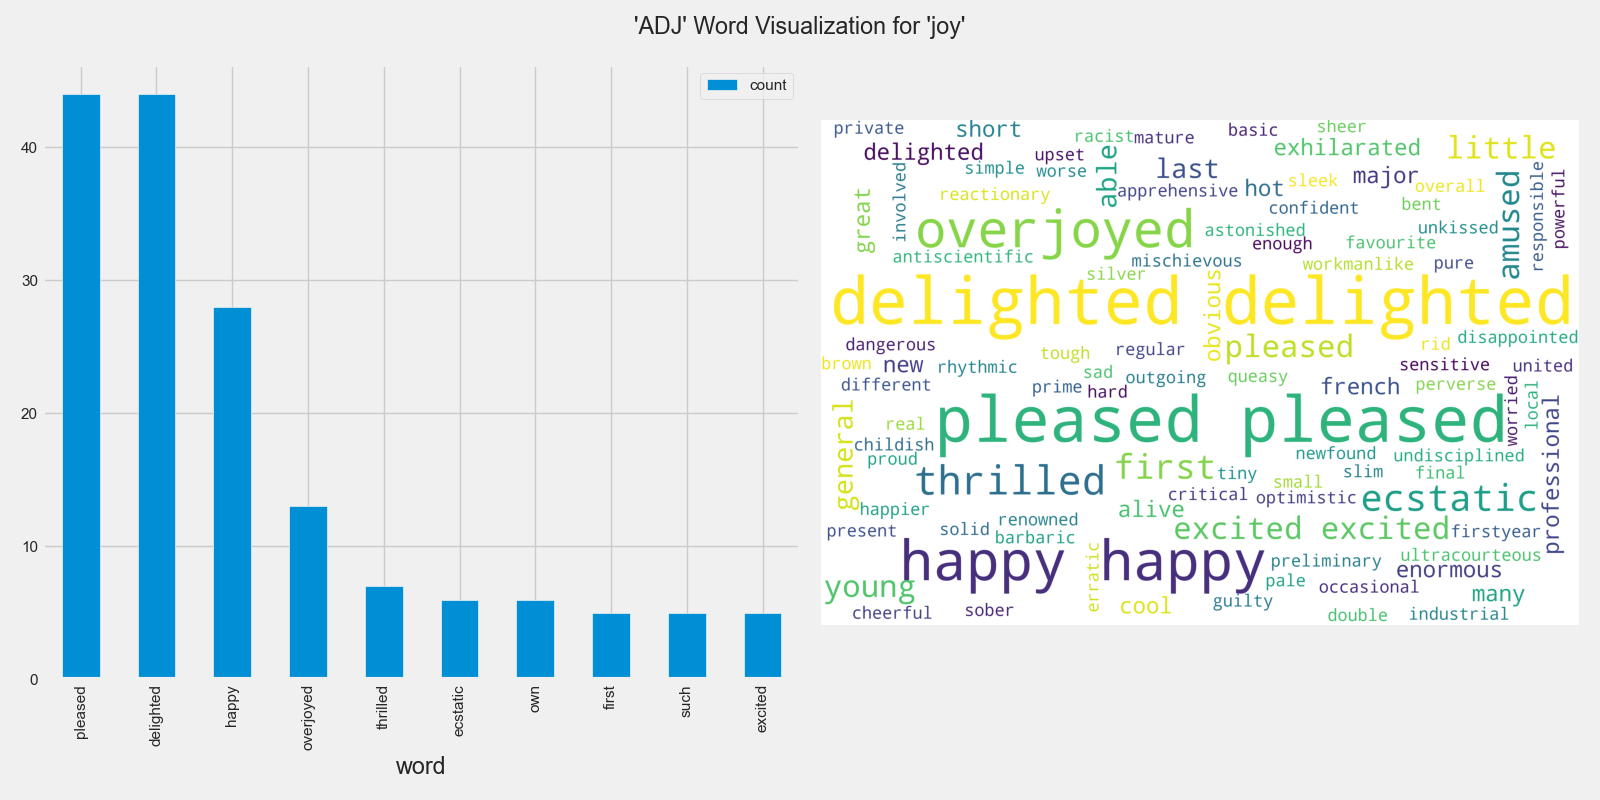 'ADJ' Word Visualization for 'joy'
count
40
30
20
10
0
pleased
delighted
happy
overjoyed
thrilled
ecstatic
own
first
such
excited
word
private
short
racist
mature
basic
sheer
delighted
upset
able
last
exhilarated
little
simple
worse
involved
reactionary
apprehensive
hot
sleek
major
overall
amused
responsible
powerful
great
overjoyed
confident
bent
astonished
unkissed
enough
favourite
antiscientific
mischievous
silver
workmanlike
pure
delighted delighted
obvious
dangerous
tough
regular
pleased
rid
disappointed
brown
new
rhythmic
sad
outgoing
queasy
sensitive
united
different
prime
hard
french
perverse
worried
local
general
real
pleased pleased
professional
childish
proud
newfound
undisciplined
thrilled
first
tiny
slim
final
small
critical
optimistic
ecstatic
happier
alive
present
solid
renowned
barbaric
excited excited
firstyear
happy happy
erratic
preliminary
ultracourteous
enormous
young
pale
occasional
many
cheerful
sober
cool
guilty
double
industrial